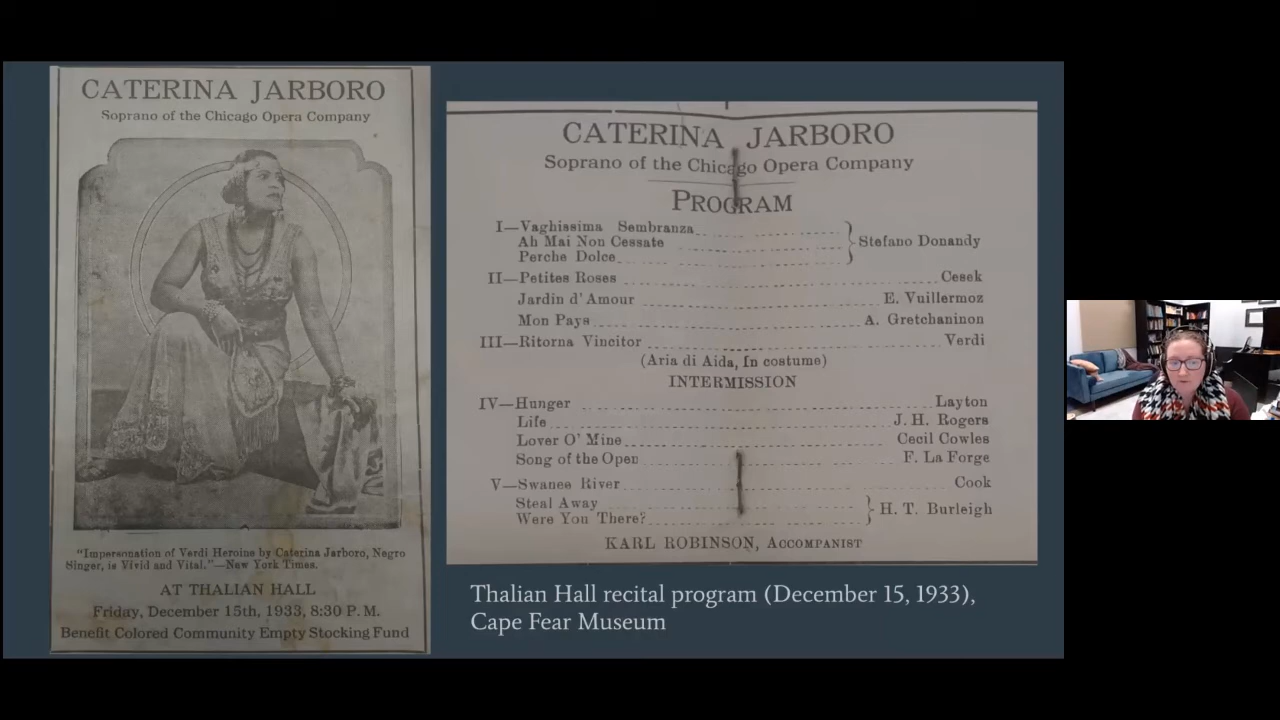 CATERINA JARBORO
Soprano of the Chicago Opera Company
"Impersonation of Verdi Heroine by Caterina Jarboro, Negro
Singer, is Vivid and Vital."—New York Times.
AT THALIAN HALL
Friday, December 15th, 1933, 8:30 P. M.
Benefit Colored Community Empty Stocking Fund
CATERINA JARBORO
Soprano of the Chicago Opera Company
PROGRAM
I—Vaghissima Sembranza
Ah Mai Non Cessate
Perche Dolce
Stefano Donandy
II—Petites Roses Cesek
Jardin d'Amour E. Vuillermoz
Mon Pays A. Gretchaninon
III—Ritorna Vincitor Verdi
(Aria di Aida, In costume)
INTERMISSION
IV—Hunger Layton
Life J. H. Rogers
Lover O' Mine Cecil Cowles
Song of the Open F. La Forge
V—Swanee River Cook
Steal Away
Were You There?
H. T. Burleigh
KARL ROBINSON, ACCOMPANIST
Thalian Hall recital program (December 15, 1933),
Cape Fear Museum